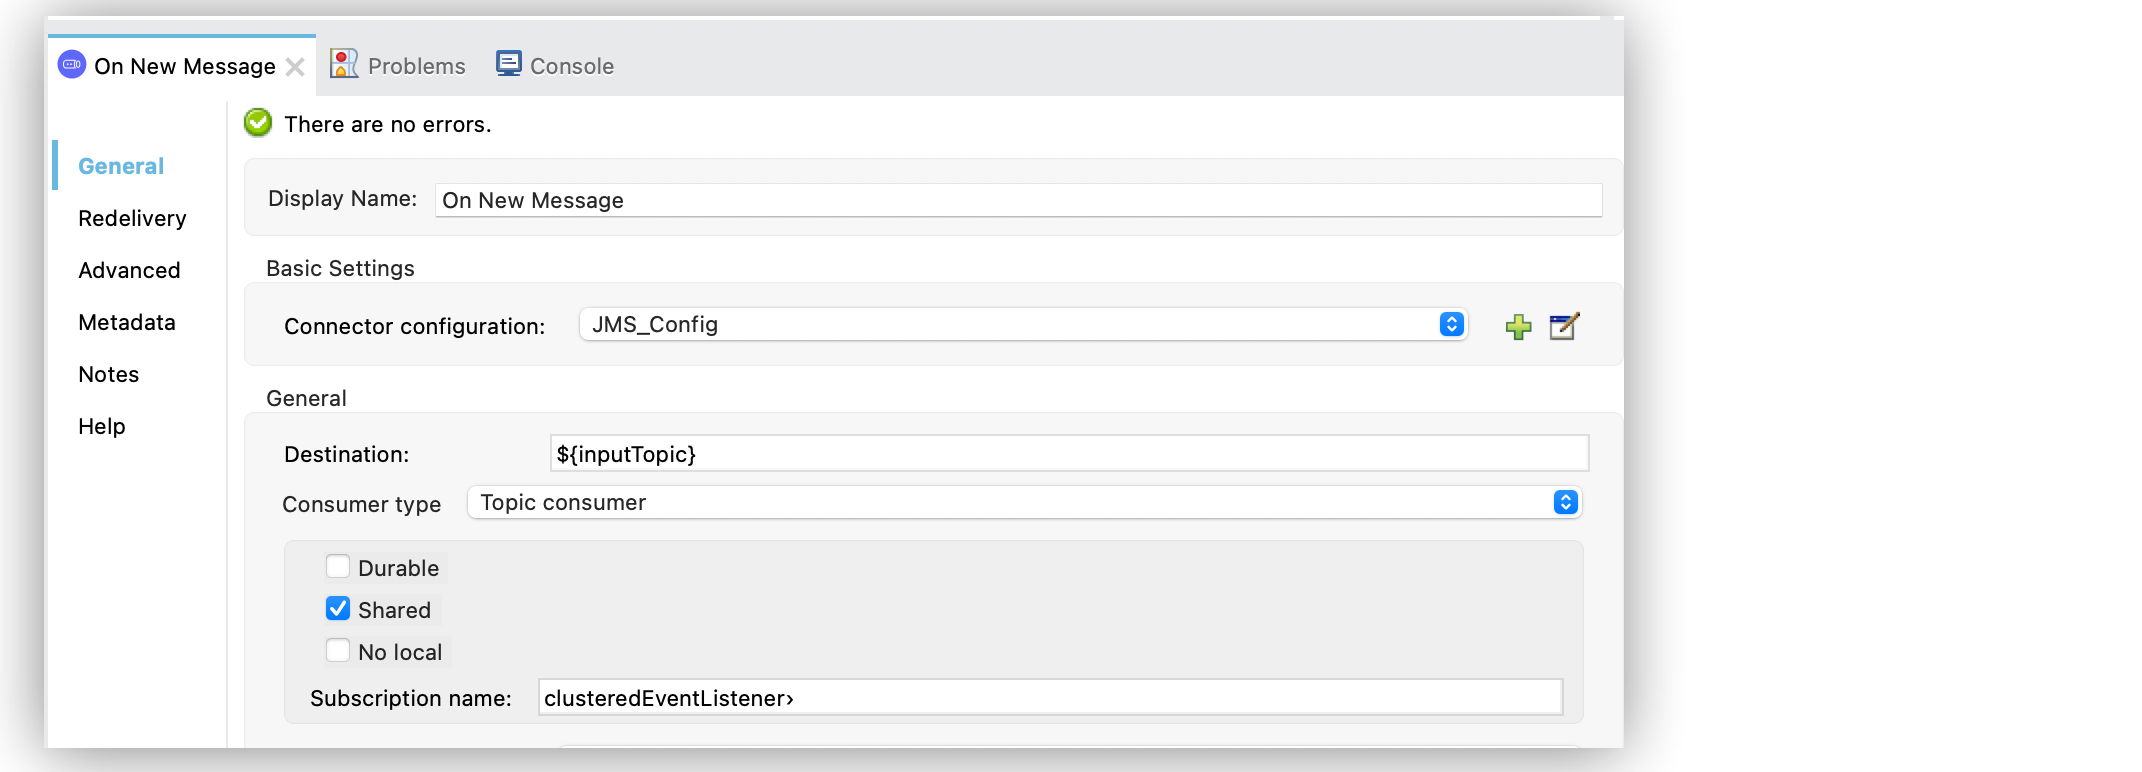 On New Message
Problems
Console
There are no errors.
General
Redelivery
Advanced
Metadata
Notes
Help
Display Name: On New Message
Basic Settings
Connector configuration: JMS_Config
General
Destination: ${inputTopic}
Consumer type Topic consumer
Durable
Shared
No local
Subscription name: clusteredEventListener›